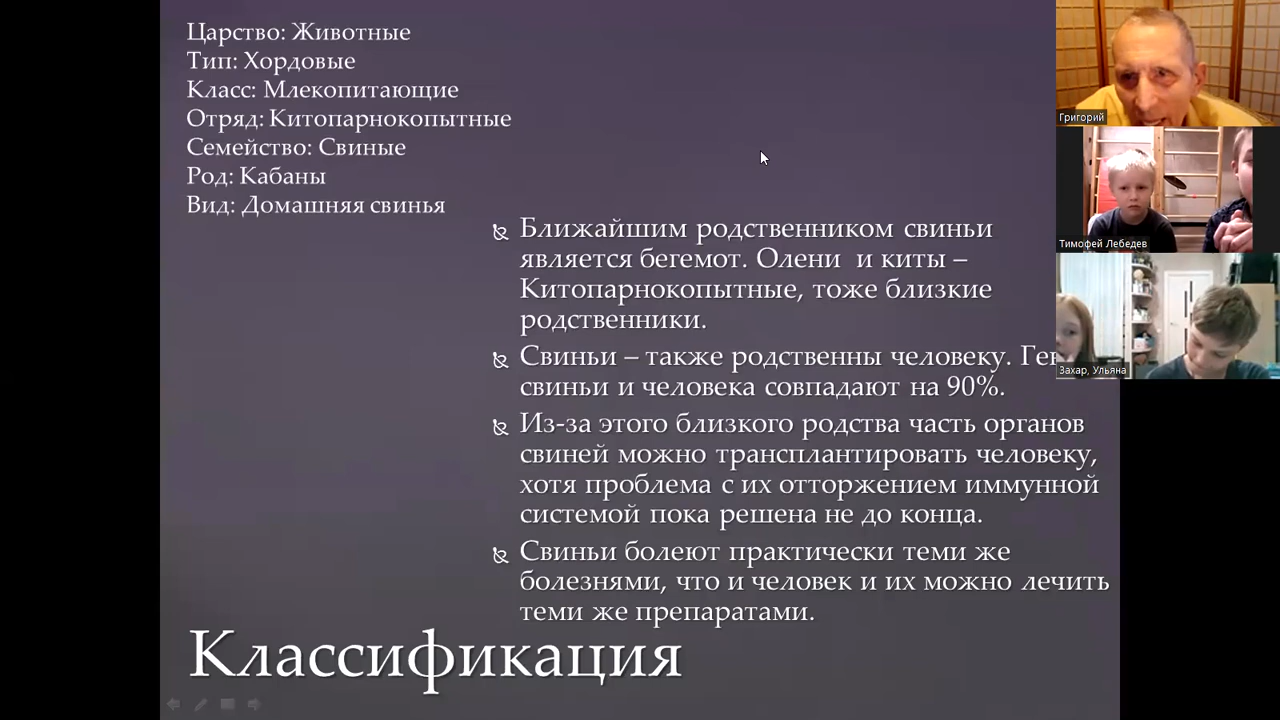 Царство: Животные
Тип: Хордовые
Класс: Млекопитающие
Отряд: Китопарнокопытные
Семейство: Свиные
Род: Кабаны
Вид: Домашняя свинья
Ближайшим родственником свиньи
является бегемот. Олени и киты –
Китопарнокопытные, тоже близкие
родственники.
Свиньи – также родственны человеку.
свиньи и человека совпадают на 90%.
Из-за этого близкого родства часть органов
свиней можно трансплантировать человеку,
хотя проблема с их отторжением иммунной
системой пока решена не до конца.
Свиньи болеют практически теми же
болезнями, что и человек и их можно лечить
теми же препаратами.
Классификация
Григорий
Тимофей Лебедев
Захар, Ульяна